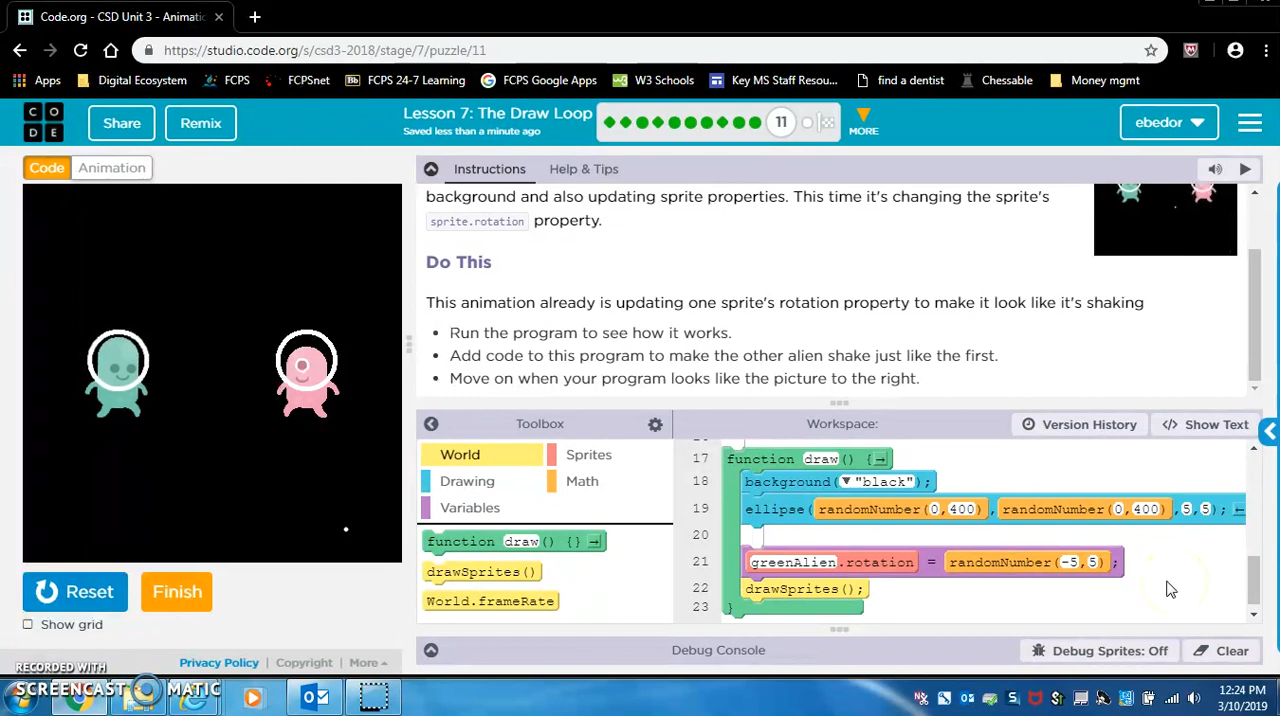 Code.org - CSD Unit 3 - Animatio
https://studio.code.org/s/csd3-2018/stage/7/puzzle/11
Apps Digital Ecosystem FCPS FCPSnet Bb FCPS 24-7 Learning FCPS Google Apps W3 Schools Key MS Staff Resou... find a dentist Chessable Money mgmt
C O D E
Share
Remix
Lesson 7: The Draw Loop
Saved less than a minute ago
11
MORE
ebedor
Code
Animation
Instructions
Help & Tips
background and also updating sprite properties. This time it's changing the sprite's
sprite.rotation property.
Do This
This animation already is updating one sprite's rotation property to make it look like it's shaking
• Run the program to see how it works.
• Add code to this program to make the other alien shake just like the first.
• Move on when your program looks like the picture to the right.
Toolbox
Workspace:
Version History
</> Show Text
World
Sprites
Drawing
Math
Variables
function draw() {}
drawSprites()
World.frameRate
17 function draw() {
18 background("black");
19 ellipse(randomNumber(0,400),randomNumber(0,400),5,5);
20
21 greenAlien.rotation = randomNumber(-5,5);
22 drawSprites();
23 }
Reset
Finish
Show grid
Debug Console
Debug Sprites: Off
Clear
Privacy Policy | Copyright | More
RECORDED WITH
SCREENCAST MATIC
12:24 PM
3/10/2019